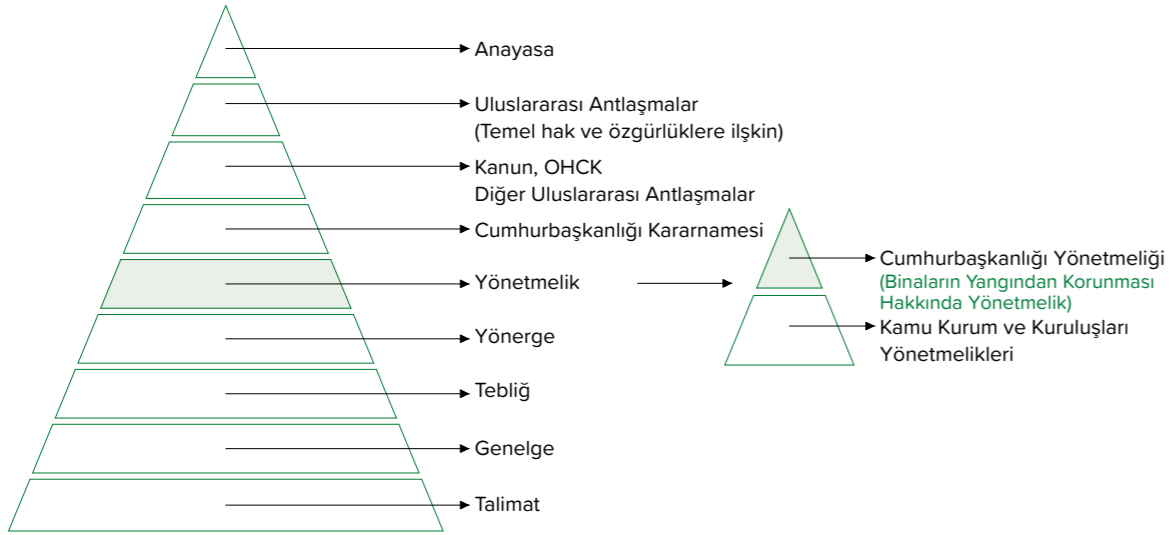 Anayasa
Uluslararası Antlaşmalar
(Temel hak ve özgürlüklere ilşkin)
Kanun, OHCK
Diğer Uluslararası Antlaşmalar
Cumhurbaşkanlığı Kararnamesi
Yönetmelik
Yönerge
Tebliğ
Genelge
Talimat
Cumhurbaşkanlığı Yönetmeliği
(Binaların Yangından Korunması
Hakkında Yönetmelik)
Kamu Kurum ve Kuruluşları
Yönetmelikleri